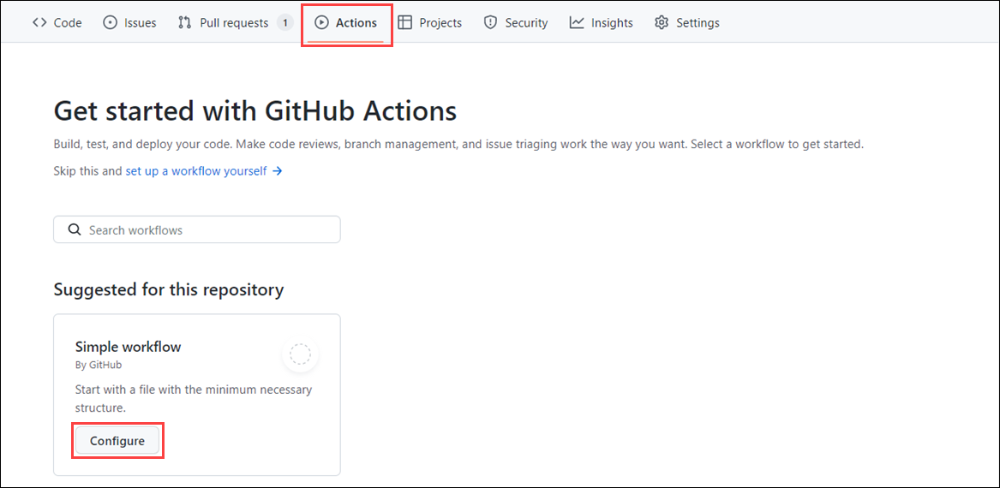 Code Issues Pull requests 1 Actions Projects Security Insights Settings
Get started with GitHub Actions
Build, test, and deploy your code. Make code reviews, branch management, and issue triaging work the way you want. Select a workflow to get started.
Skip this and set up a workflow yourself →
Search workflows
Suggested for this repository
Simple workflow
By GitHub
Start with a file with the minimum necessary
structure.
Configure